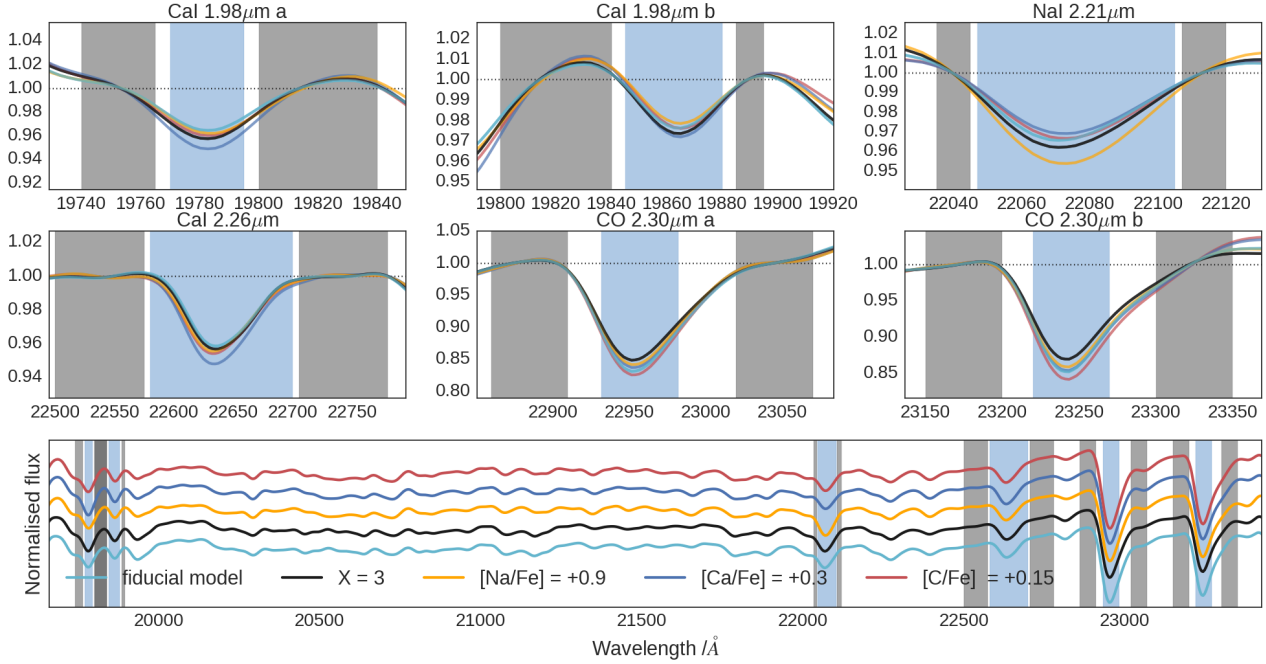 CaI 1.98μm a
CaI 1.98μm b
NaI 2.21μm
1.04
1.02
1.00
0.98
0.96
0.94
0.92
19740 19760 19780 19800 19820 19840
1.02
1.01
1.00
0.99
0.98
0.97
0.96
0.95
19800 19820 19840 19860 19880 19900 19920
1.02
1.01
1.00
0.99
0.98
0.97
0.96
0.95
22040 22060 22080 22100 22120
CaI 2.26μm
CO 2.30μm a
CO 2.30μm b
1.02
1.00
0.98
0.96
0.94
22500 22550 22600 22650 22700 22750
1.05
1.00
0.95
0.90
0.85
0.80
22900 22950 23000 23050
1.00
0.95
0.90
0.85
23150 23200 23250 23300 23350
Normalised flux
fiducial model X = 3 [Na/Fe] = +0.9 [Ca/Fe] = +0.3 [C/Fe] = +0.15
20000 20500 21000 21500 22000 22500 23000
Wavelength /Å